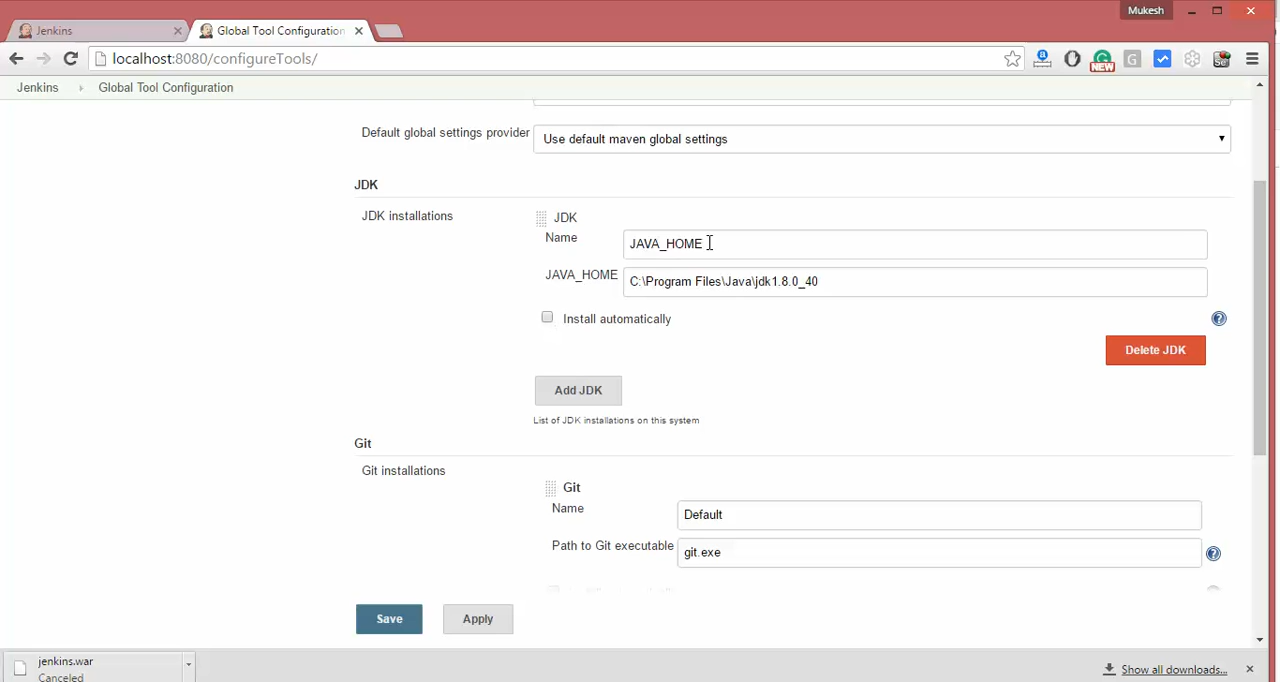 Mukesh
Jenkins
Global Tool Configuration
localhost:8080/configureTools/
NEW
G
Se
Jenkins
Global Tool Configuration
Default global settings provider
Use default maven global settings
JDK
JDK installations
JDK
Name
JAVA_HOME
JAVA_HOME
C:\Program Files\Java\jdk1.8.0_40
Install automatically
Delete JDK
Add JDK
List of JDK installations on this system
Git
Git installations
Git
Name
Default
Path to Git executable
git.exe
Save
Apply
jenkins.war
Canceled
Show all downloads...